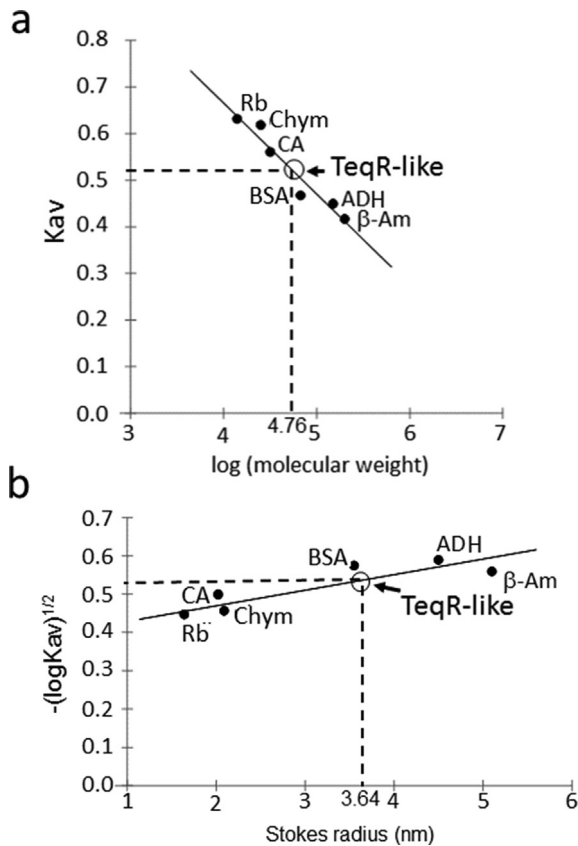 a
0.8
0.7
0.6
0.5
0.4
0.3
0.2
0.1
0.0
Kav
Rb
Chym
CA
TeqR-like
BSA
ADH
β-Am
3
4
4.76
5
6
7
log (molecular weight)
b
0.7
0.6
0.5
0.4
0.3
0.2
0.1
0.0
-(logKav)1/2
BSA
ADH
CA
β-Am
Rb
Chym
TeqR-like
1
2
3
3.64
4
5
6
Stokes radius (nm)